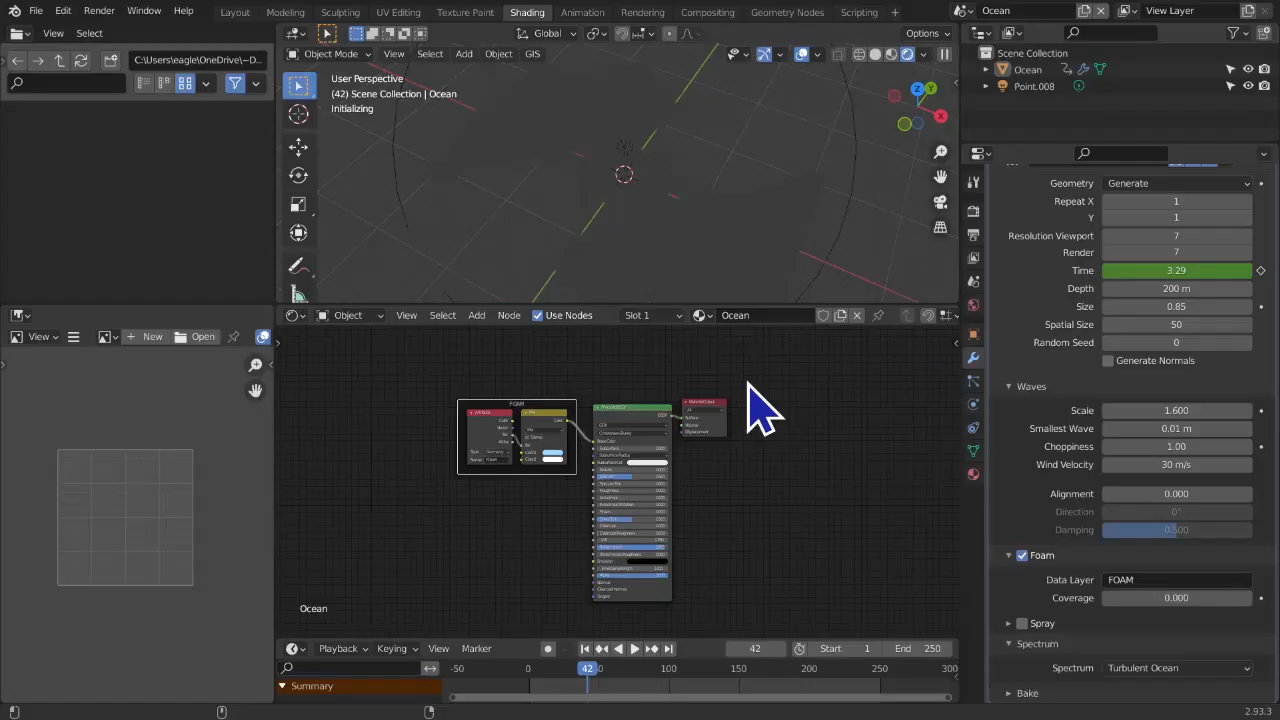 File Edit Render Window Help Layout Modeling Sculpting UV Editing Texture Paint Shading Animation Rendering Compositing Geometry Nodes Scripting + Ocean View Layer
View Select
C:\Users\eagle\OneDrive\~D...
Global
Options
Object Mode View Select Add Object GIS
User Perspective
(42) Scene Collection | Ocean
Initializing
Z
Y
X
Scene Collection
Ocean
Point.008
Geometry Generate
Repeat X 1
Y 1
Resolution Viewport 7
Render 7
Time 3.29
Depth 200 m
Size 0.85
Spatial Size 50
Random Seed 0
Generate Normals
Waves
Scale 1.600
Smallest Wave 0.01 m
Choppiness 1.00
Wind Velocity 30 m/s
Alignment 0.000
Direction 0°
Damping 0.500
Foam
Data Layer FOAM
Coverage 0.000
Spray
Spectrum
Spectrum Turbulent Ocean
Bake
View + New Open
Object View Select Add Node Use Nodes Slot 1 Ocean
FOAM
Ocean
Playback Keying View Marker 42 Start 1 End 250
-50 0 42 100 150 200 250 300
Summary
2.93.3